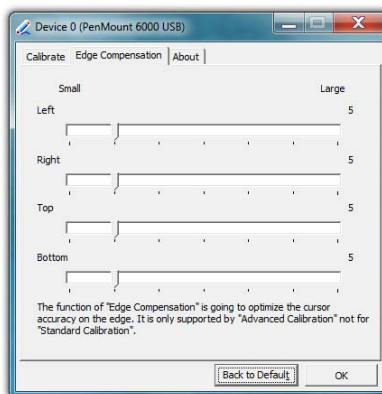 Device 0 (PenMount 6000 USB)
Calibrate Edge Compensation About
Small Large
Left 5
Right 5
Top 5
Bottom 5
The function of "Edge Compensation" is going to optimize the cursor
accuracy on the edge. It is only supported by "Advanced Calibration" not for
"Standard Calibration".
Back to Default OK